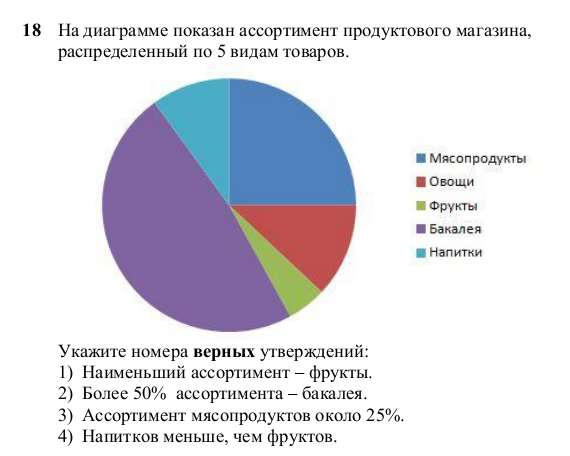 18 На диаграмме показан ассортимент продуктового магазина,
распределенный по 5 видам товаров.
Мясопродукты
Овощи
Фрукты
Бакалея
Напитки
Укажите номера верных утверждений:
1) Наименьший ассортимент – фрукты.
2) Более 50% ассортимента – бакалея.
3) Ассортимент мясопродуктов около 25%.
4) Напитков меньше, чем фруктов.